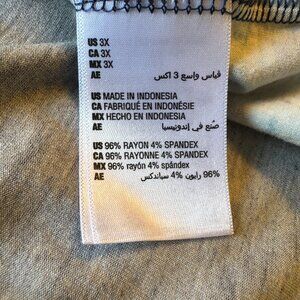 US 3X
CA 3X
MX 3X
AE قياس واسع 3 اكس
US MADE IN INDONESIA
CA FABRIQUÉ EN INDONÉSIE
MX HECHO EN INDONESIA
AE صُنع في إندونيسيا
US 96% RAYON 4% SPANDEX
CA 96% RAYONNE 4% SPANDEX
MX 96% rayón 4% spándex
AE 96% رايون 4% سباندكس